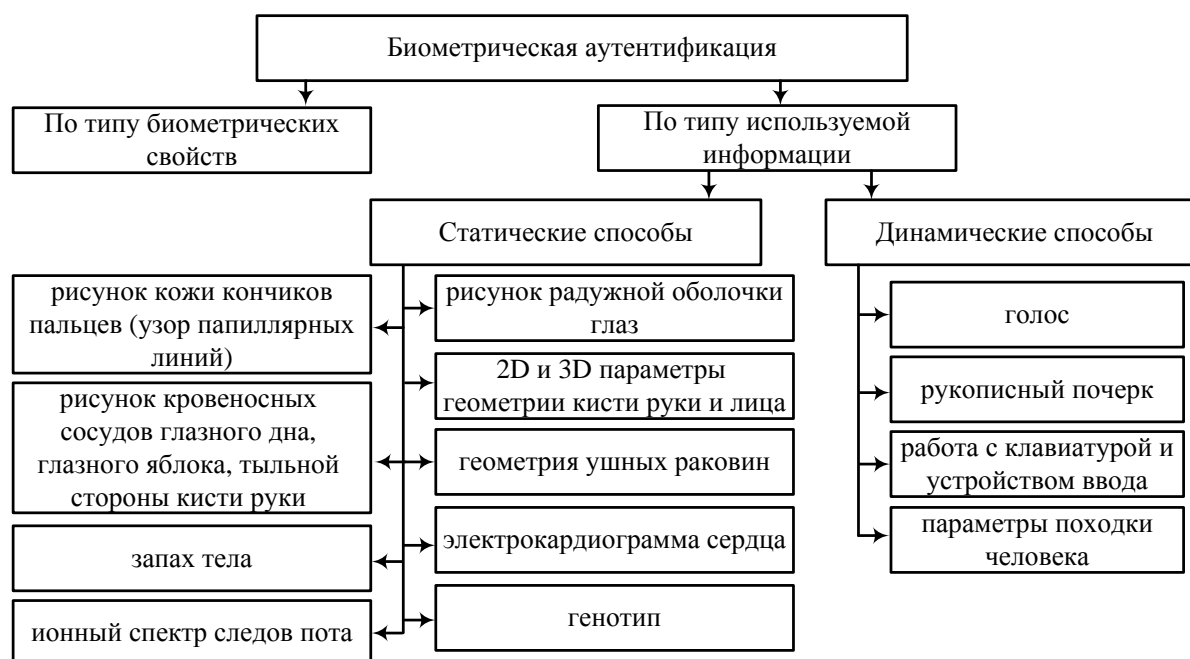 Биометрическая аутентификация
По типу биометрических
свойств
По типу используемой
информации
Статические способы
Динамические способы
рисунок кожи кончиков
пальцев (узор папиллярных
линий)
рисунок кровеносных
сосудов глазного дна,
глазного яблока, тыльной
стороны кисти руки
запах тела
ионный спектр следов пота
рисунок радужной оболочки
глаз
2D и 3D параметры
геометрии кисти руки и лица
геометрия ушных раковин
электрокардиограмма сердца
генотип
голос
рукописный почерк
работа с клавиатурой и
устройством ввода
параметры походки
человека